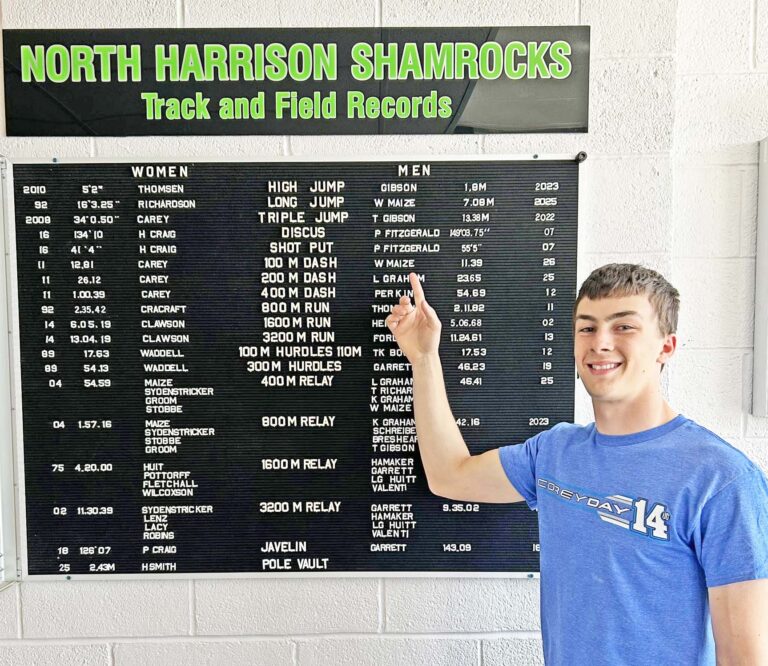 NORTH HARRISON SHAMROCKS
Track and Field Records
WOMEN MEN
2010 5'2" THOMSEN HIGH JUMP GIBSON 1.8M 2023
92 16'3.25" RICHARDSON LONG JUMP W MAIZE 7.08M 2025
2008 34'0.50" CAREY TRIPLE JUMP T GIBSON 13.38M 2022
16 134'10 H CRAIG DISCUS P FITZGERALD 149'09.75" 07
16 41'4" H CRAIG SHOT PUT P FITZGERALD 55'5" 07
11 12.81 CAREY 100 M DASH W MAIZE 11.39 26
11 26.12 CAREY 200 M DASH L GRAHAM 23.65 25
11 1.00.39 CAREY 400 M DASH 54.69 12
92 2.35.42 CRACRAFT 800 M RUN 2.11.82 11
14 6.05.19 CLAWSON 1600 M RUN 5.06.68 02
14 13.04.19 CLAWSON 3200 M RUN 11.24.61 13
89 17.63 WADDELL 100 M HURDLES 110M 17.53 12
89 54.13 WADDELL 300 M HURDLES GARRETT 46.23 19
04 54.59 MAIZE 400 M RELAY L GRAHAM 46.41 25
SYDENSTRICKER T RICHAR
GROOM K GRAHAM
STOBBE W MAIZE
04 1.57.16 MAIZE 800 M RELAY K GRAHAM 42.16 2023
SYDENSTRICKER SCHREIBE
STOBBE BRESHEAR
GROOM T GIBSON
75 4.20.00 HUIT 1600 M RELAY HAMAKER
POTTORFF GARRETT
FLETCHALL LG HUITT
WILCOXSON VALENTI
02 11.30.39 SYDENSTRICKER 3200 M RELAY GARRETT 9.35.02
LENZ HAMAKER
LACY LG HUITT
ROBINS VALENTI
18 126'07 P CRAIG JAVELIN GARRETT 143.09
25 2.43M H SMITH POLE VAULT
COREY DAY 14